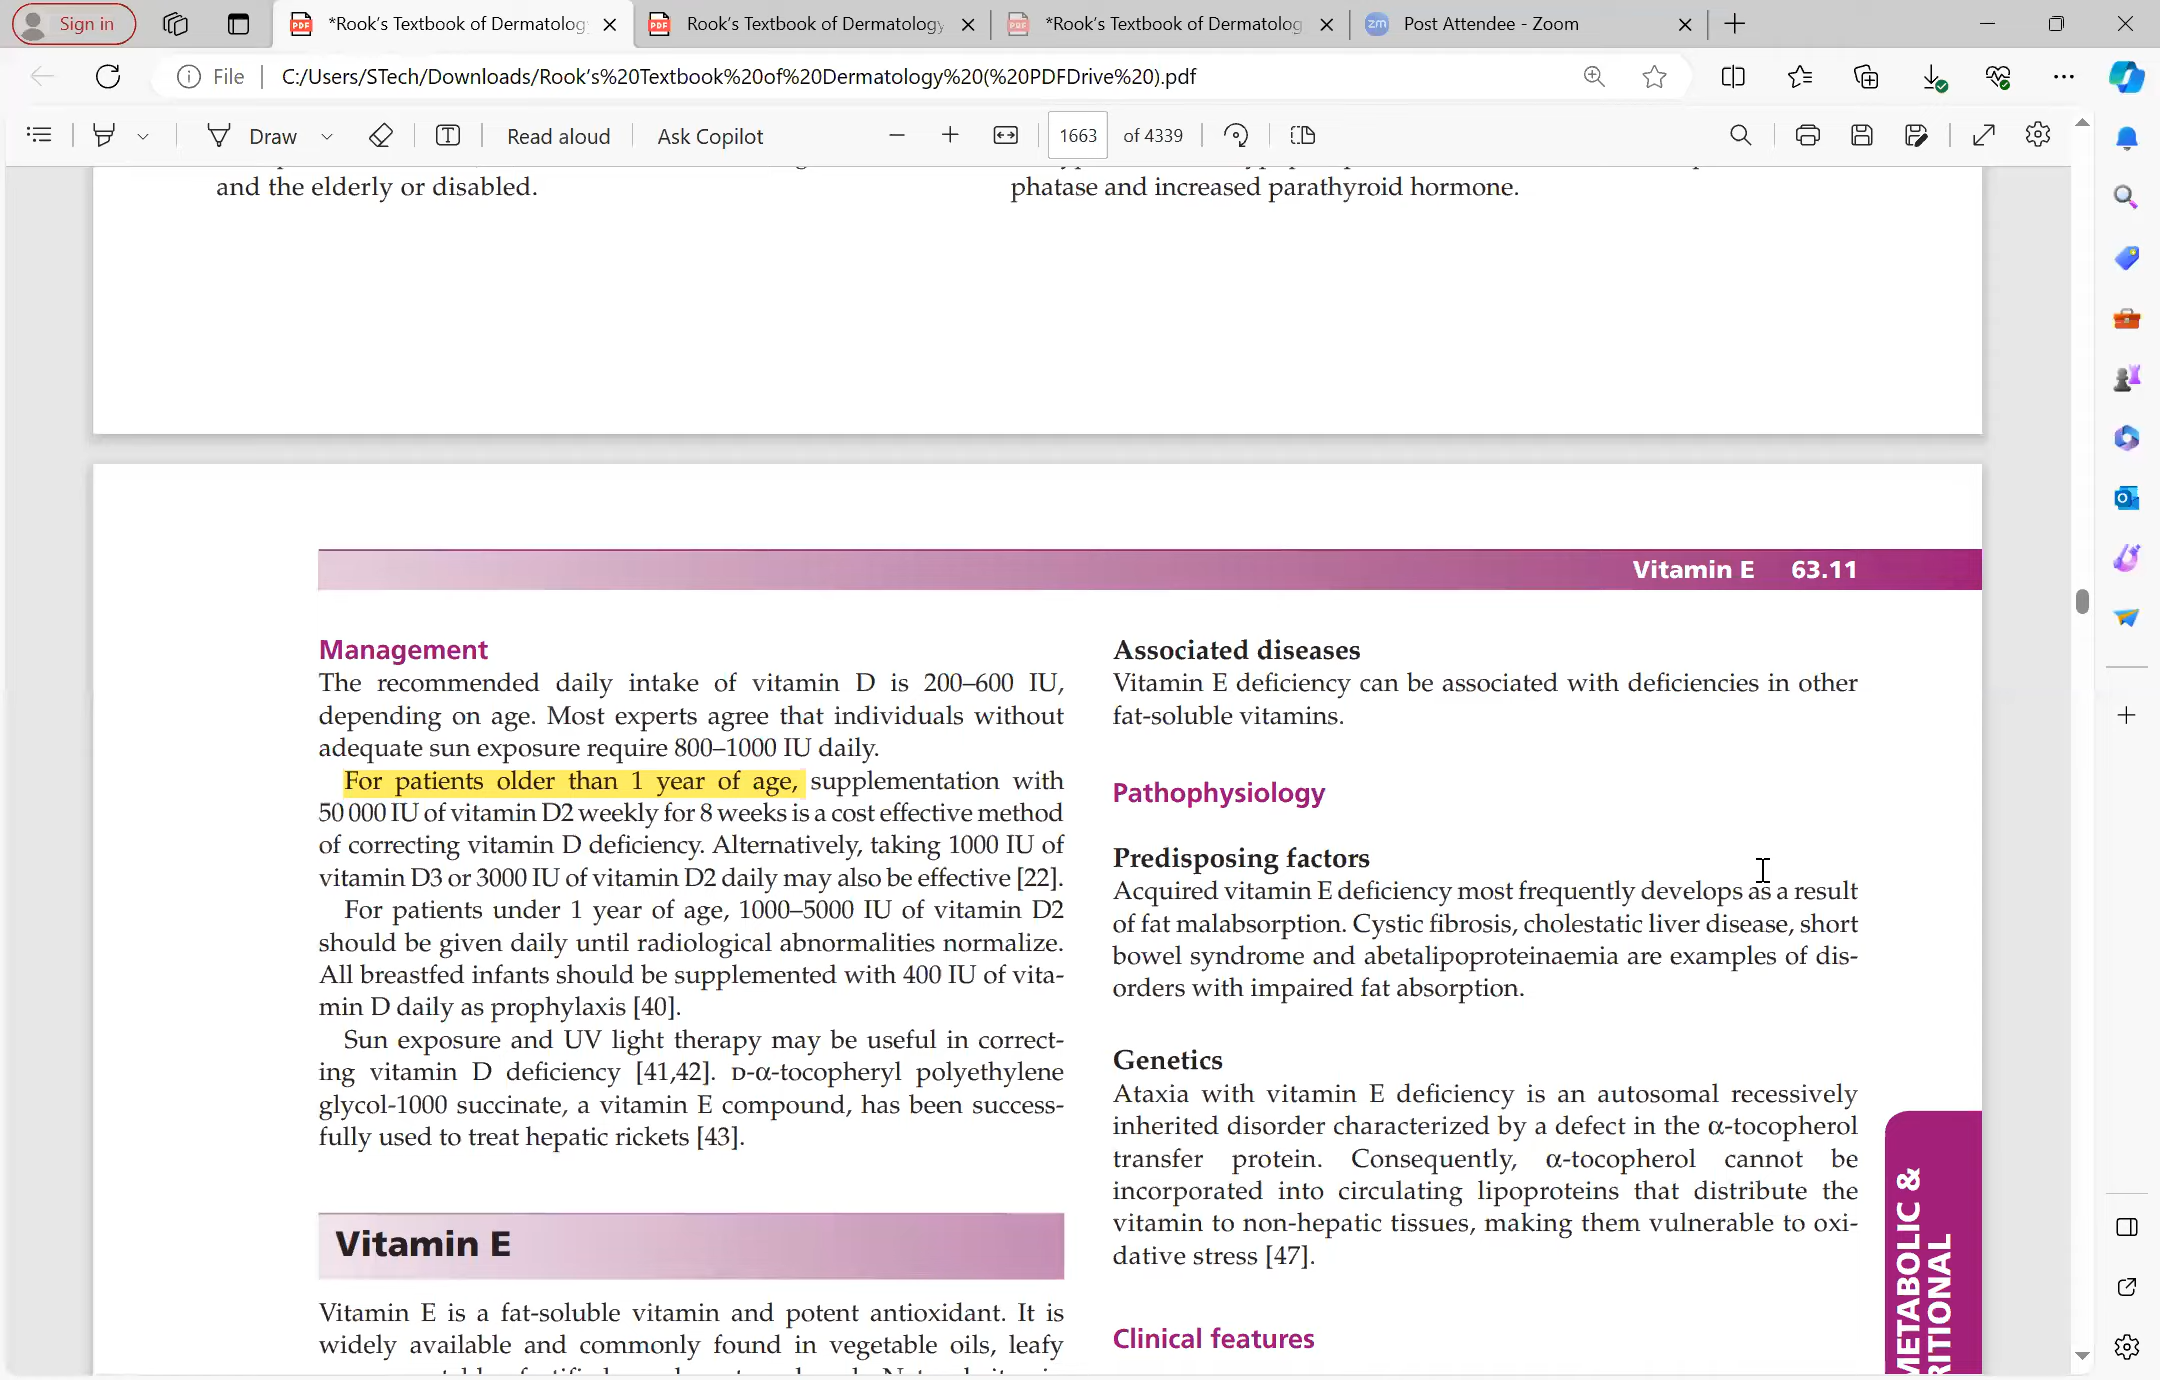 Sign in
*Rook's Textbook of Dermatolog
Rook's Textbook of Dermatology
*Rook's Textbook of Dermatolog
zm Post Attendee - Zoom
File
C:/Users/STech/Downloads/Rook's%20Textbook%20of%20Dermatology%20(%20PDFDrive%20).pdf
Draw
Read aloud
Ask Copilot
1663 of 4339
and the elderly or disabled.
phatase and increased parathyroid hormone.
Vitamin E 63.11
Management
The recommended daily intake of vitamin D is 200–600 IU,
depending on age. Most experts agree that individuals without
adequate sun exposure require 800–1000 IU daily.
For patients older than 1 year of age, supplementation with
50 000 IU of vitamin D2 weekly for 8 weeks is a cost effective method
of correcting vitamin D deficiency. Alternatively, taking 1000 IU of
vitamin D3 or 3000 IU of vitamin D2 daily may also be effective [22].
For patients under 1 year of age, 1000–5000 IU of vitamin D2
should be given daily until radiological abnormalities normalize.
All breastfed infants should be supplemented with 400 IU of vita-
min D daily as prophylaxis [40].
Sun exposure and UV light therapy may be useful in correct-
ing vitamin D deficiency [41,42]. D-α-tocopheryl polyethylene
glycol-1000 succinate, a vitamin E compound, has been success-
fully used to treat hepatic rickets [43].
Vitamin E
Vitamin E is a fat-soluble vitamin and potent antioxidant. It is
widely available and commonly found in vegetable oils, leafy
Associated diseases
Vitamin E deficiency can be associated with deficiencies in other
fat-soluble vitamins.
Pathophysiology
Predisposing factors
Acquired vitamin E deficiency most frequently develops as a result
of fat malabsorption. Cystic fibrosis, cholestatic liver disease, short
bowel syndrome and abetalipoproteinaemia are examples of dis-
orders with impaired fat absorption.
Genetics
Ataxia with vitamin E deficiency is an autosomal recessively
inherited disorder characterized by a defect in the α-tocopherol
transfer protein. Consequently, α-tocopherol cannot be
incorporated into circulating lipoproteins that distribute the
vitamin to non-hepatic tissues, making them vulnerable to oxi-
dative stress [47].
Clinical features
METABOLIC &
RITIONAL